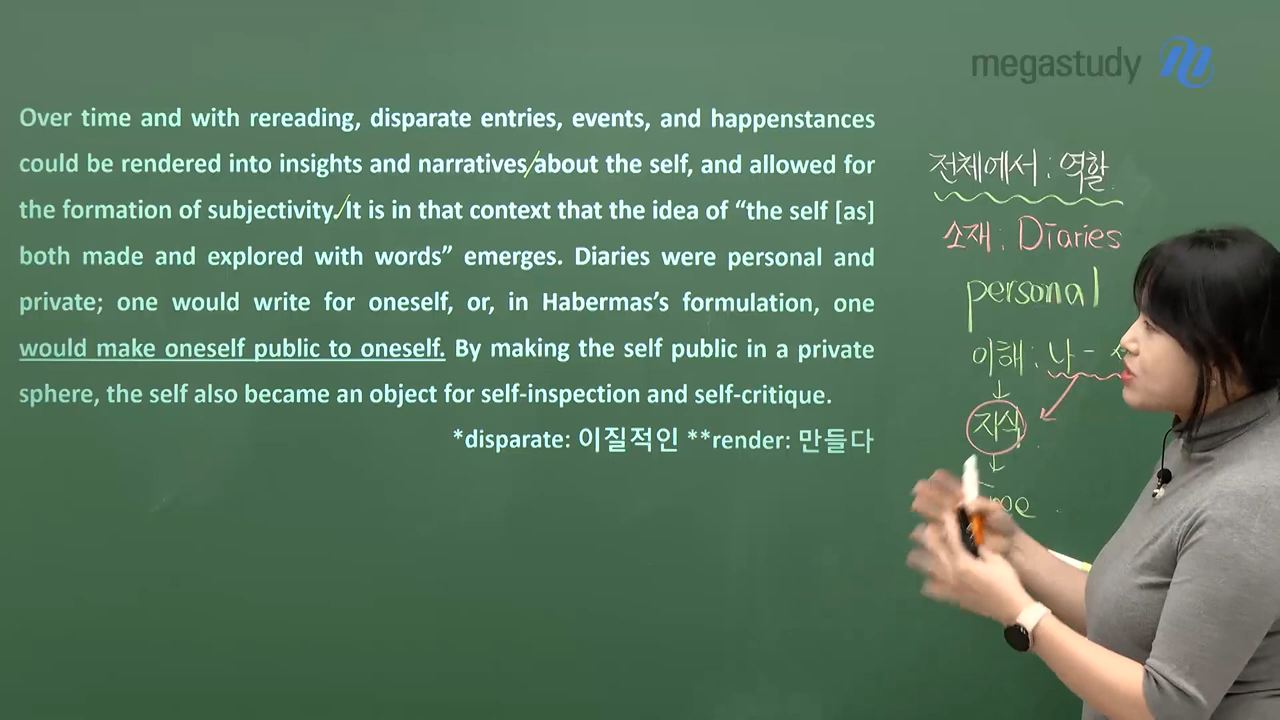 megastudy
Over time and with rereading, disparate entries, events, and happenstances
could be rendered into insights and narratives about the self, and allowed for
the formation of subjectivity. It is in that context that the idea of “the self [as]
both made and explored with words” emerges. Diaries were personal and
private; one would write for oneself, or, in Habermas’s formulation, one
would make oneself public to oneself. By making the self public in a private
sphere, the self also became an object for self-inspection and self-critique.
*disparate: 이질적인 **render: 만들다
전체에서 : 역할
소재 : Diaries
personal
이해 : 나 -
지식